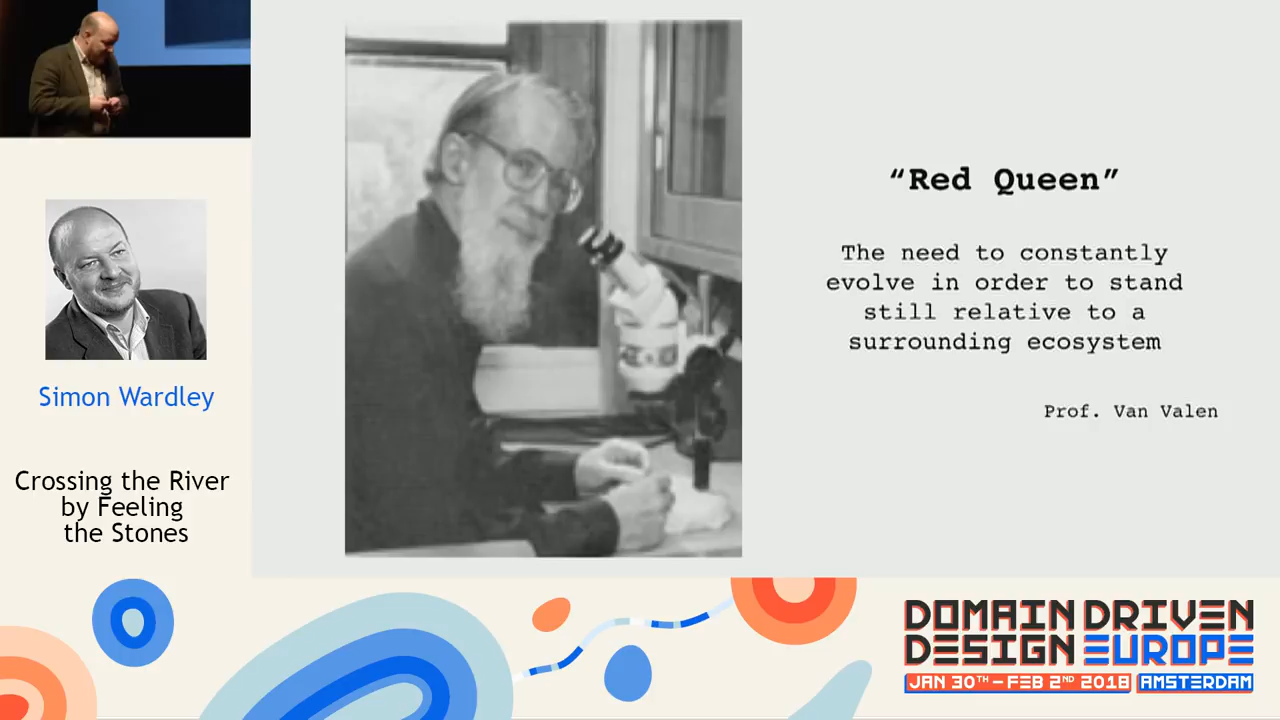 Simon Wardley
Crossing the River
by Feeling
the Stones
“Red Queen”
The need to constantly
evolve in order to stand
still relative to a
surrounding ecosystem
Prof. Van Valen
DOMAIN DRIVEN
DESIGN EUROPE
JAN 30TH - FEB 2ND 2018 AMSTERDAM